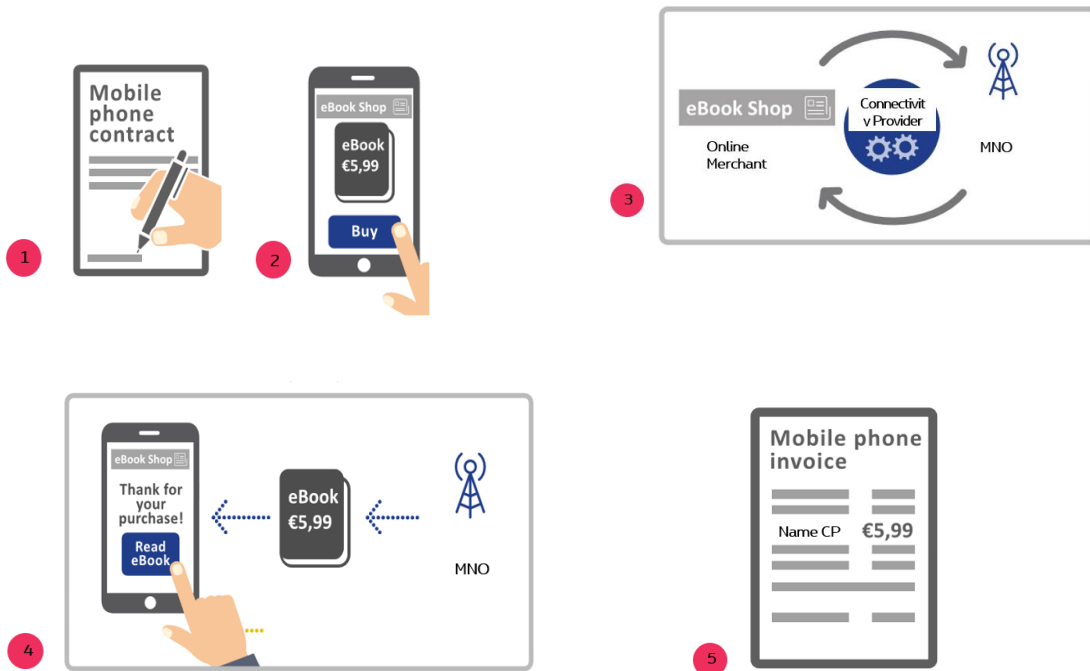 Mobile
phone
contract
1
eBook Shop
eBook
€5,99
Buy
2
eBook Shop
Online
Merchant
Connectivit
y Provider
MNO
3
eBook Shop
Thank for
your
purchase!
Read
eBook
eBook
€5,99
MNO
4
Mobile phone
invoice
Name CP €5,99
5